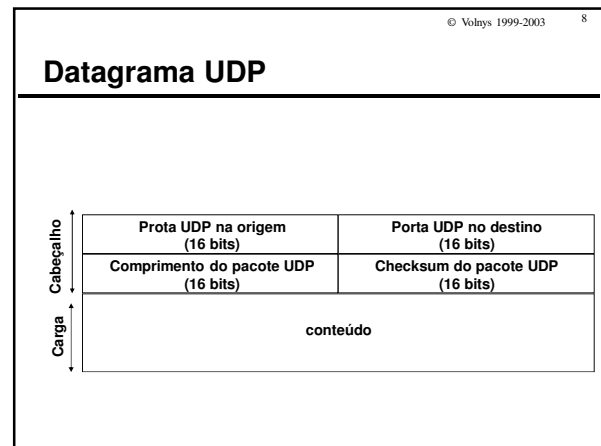 © Volnys 1999-2003 8
Datagrama UDP
Cabeçalho
Prota UDP na origem
(16 bits)
Porta UDP no destino
(16 bits)
Comprimento do pacote UDP
(16 bits)
Checksum do pacote UDP
(16 bits)
Carga
conteúdo